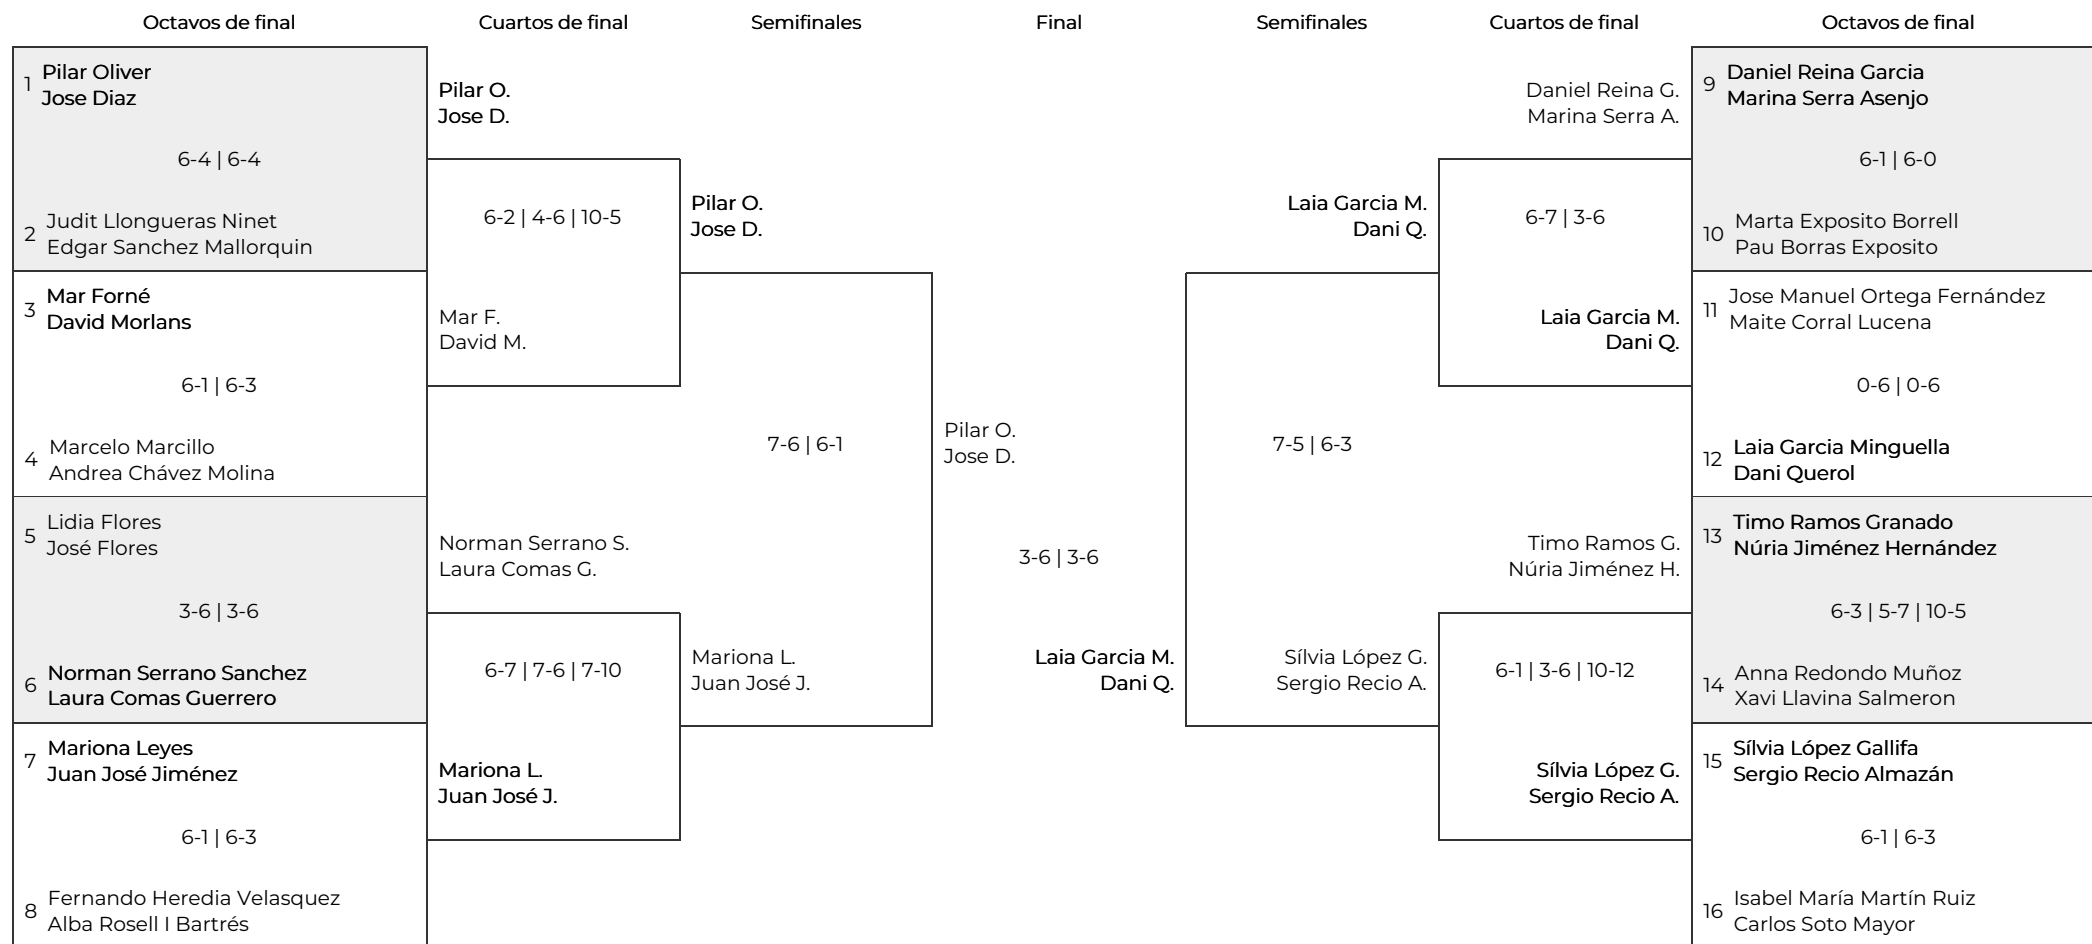 Octavos de final
Cuartos de final
Semifinales
Final
Semifinales
Cuartos de final
Octavos de final
1
Pilar Oliver
Jose Diaz
6-4 | 6-4
2
Judit Llongueras Ninet
Edgar Sanchez Mallorquin
3
Mar Forné
David Morlans
6-1 | 6-3
4
Marcelo Marcillo
Andrea Chávez Molina
5
Lidia Flores
José Flores
3-6 | 3-6
6
Norman Serrano Sanchez
Laura Comas Guerrero
7
Mariona Leyes
Juan José Jiménez
6-1 | 6-3
8
Fernando Heredia Velasquez
Alba Rosell I Bartrés
Pilar O.
Jose D.
6-2 | 4-6 | 10-5
Mar F.
David M.
Norman Serrano S.
Laura Comas G.
6-7 | 7-6 | 7-10
Mariona L.
Juan José J.
Pilar O.
Jose D.
7-6 | 6-1
Mariona L.
Juan José J.
Pilar O.
Jose D.
3-6 | 3-6
Laia Garcia M.
Dani Q.
Laia Garcia M.
Dani Q.
7-5 | 6-3
Sílvia López G.
Sergio Recio A.
Daniel Reina G.
Marina Serra A.
6-7 | 3-6
Laia Garcia M.
Dani Q.
Timo Ramos G.
Núria Jiménez H.
6-1 | 3-6 | 10-12
Sílvia López G.
Sergio Recio A.
9
Daniel Reina Garcia
Marina Serra Asenjo
6-1 | 6-0
10
Marta Exposito Borrell
Pau Borras Exposito
11
Jose Manuel Ortega Fernández
Maite Corral Lucena
0-6 | 0-6
12
Laia Garcia Minguella
Dani Querol
13
Timo Ramos Granado
Núria Jiménez Hernández
6-3 | 5-7 | 10-5
14
Anna Redondo Muñoz
Xavi Llavina Salmeron
15
Sílvia López Gallifa
Sergio Recio Almazán
6-1 | 6-3
16
Isabel María Martín Ruiz
Carlos Soto Mayor